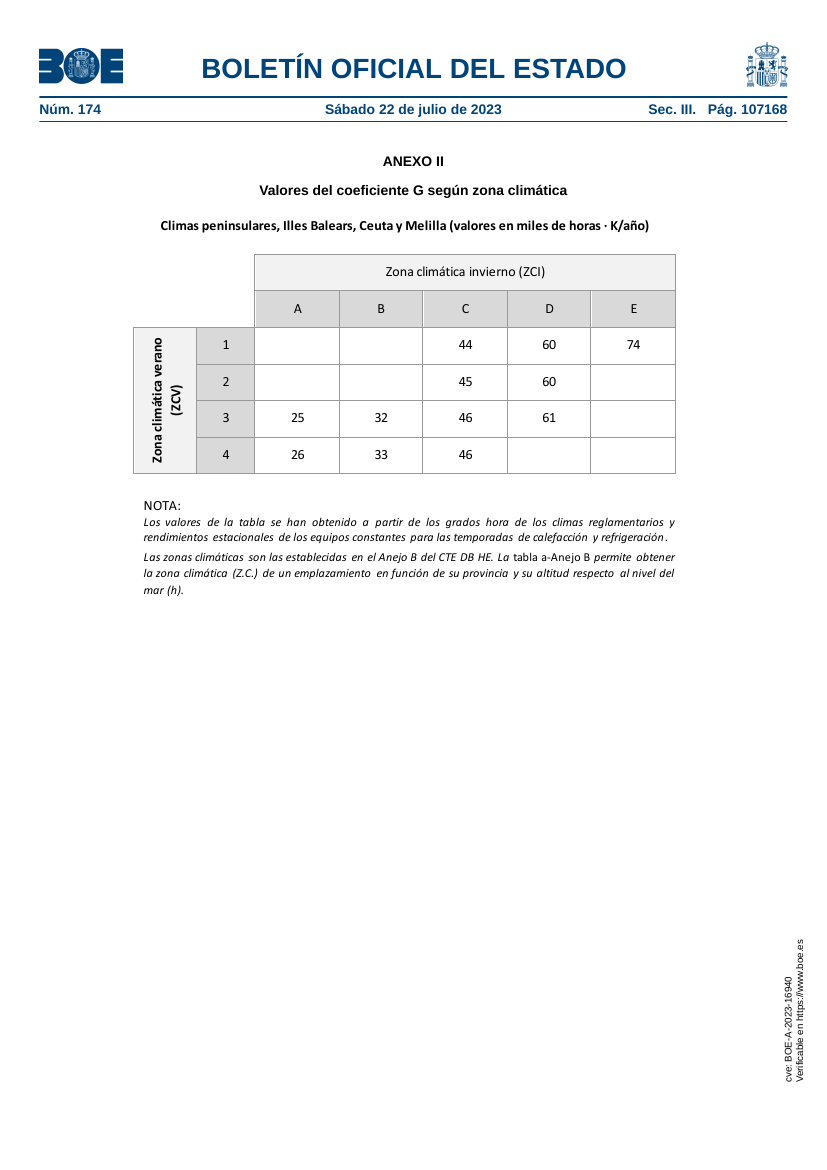 BOE
BOLETÍN OFICIAL DEL ESTADO
Núm. 174 Sábado 22 de julio de 2023 Sec. III. Pág. 107168
ANEXO II
Valores del coeficiente G según zona climática
Climas peninsulares, Illes Balears, Ceuta y Melilla (valores en miles de horas · K/año)
Zona climática invierno (ZCI)
A B C D E
Zona climática verano
(ZCV)
1 44 60 74
2 45 60
3 25 32 46 61
4 26 33 46
NOTA:
Los valores de la tabla se han obtenido a partir de los grados hora de los climas reglamentarios y
rendimientos estacionales de los equipos constantes para las temporadas de calefacción y refrigeración.
Las zonas climáticas son las establecidas en el Anejo B del CTE DB HE. La tabla a-Anejo B permite obtener
la zona climática (Z.C.) de un emplazamiento en función de su provincia y su altitud respecto al nivel del
mar (h).
cve: BOE-A-2023-16940
Verificable en https://www.boe.es